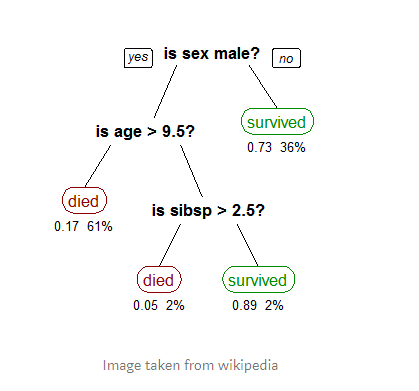 yes
is sex male?
no
is age > 9.5?
survived
0.73 36%
died
0.17 61%
is sibsp > 2.5?
died
0.05 2%
survived
0.89 2%
Image taken from wikipedia